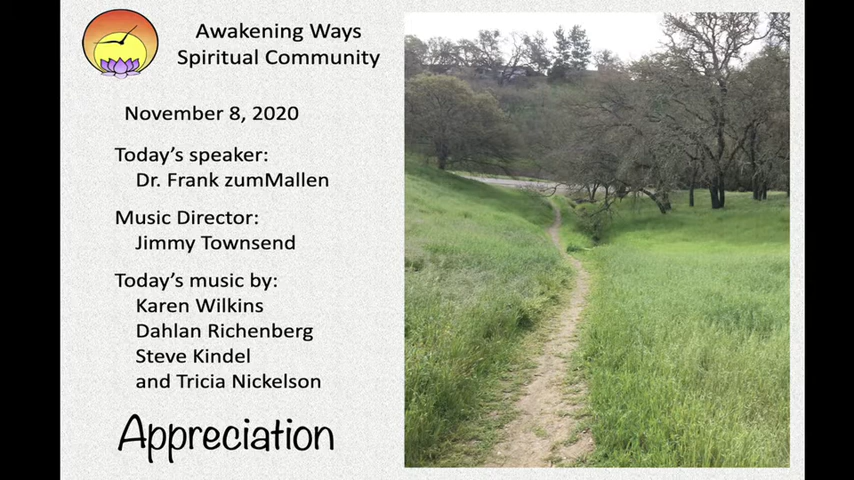 Awakening Ways
Spiritual Community
November 8, 2020
Today's speaker:
Dr. Frank zumMallen
Music Director:
Jimmy Townsend
Today's music by:
Karen Wilkins
Dahlan Richenberg
Steve Kindel
and Tricia Nickelson
Appreciation